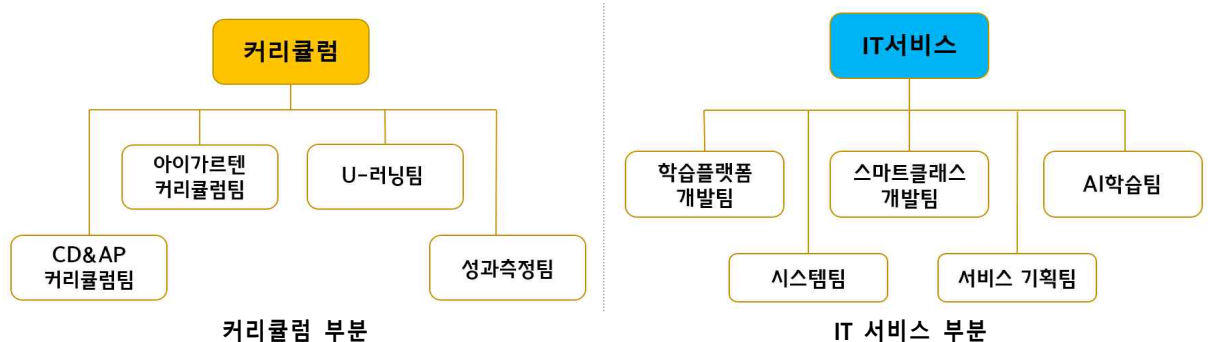 커리큘럼
IT서비스
아이가르텐
커리큘럼팀
U-러닝팀
학습플랫폼
개발팀
스마트클래스
개발팀
AI학습팀
CD&AP
커리큘럼팀
성과측정팀
시스템팀
서비스 기획팀
커리큘럼 부분
IT 서비스 부분